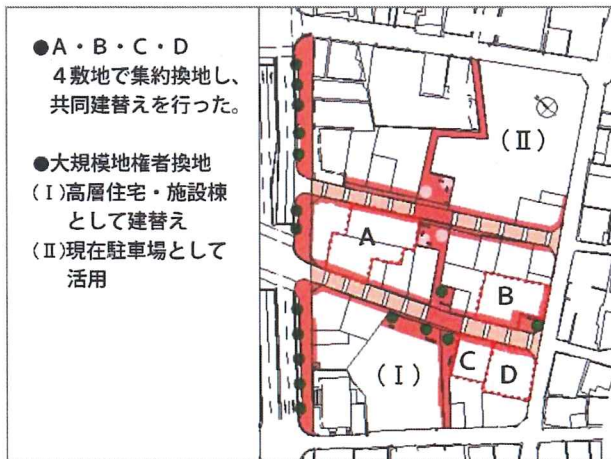 ●A・B・C・D
4敷地で集約換地し、
共同建替えを行った。
●大規模地権者換地
(Ⅰ)高層住宅・施設棟
として建替え
(Ⅱ)現在駐車場として
活用
(Ⅱ)
A
B
(Ⅰ)
C
D